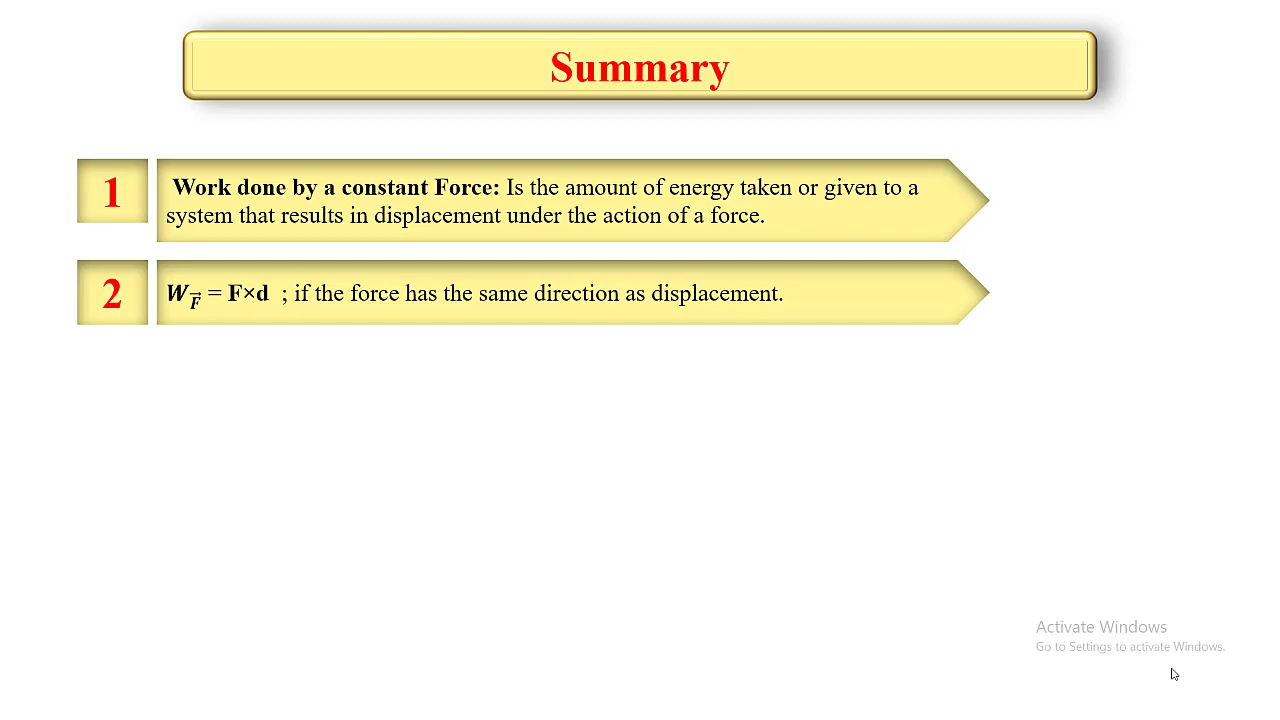 Summary
1
Work done by a constant Force: Is the amount of energy taken or given to a
system that results in displacement under the action of a force.
2
W_F⃗ = F×d ; if the force has the same direction as displacement.
Activate Windows
Go to Settings to activate Windows.